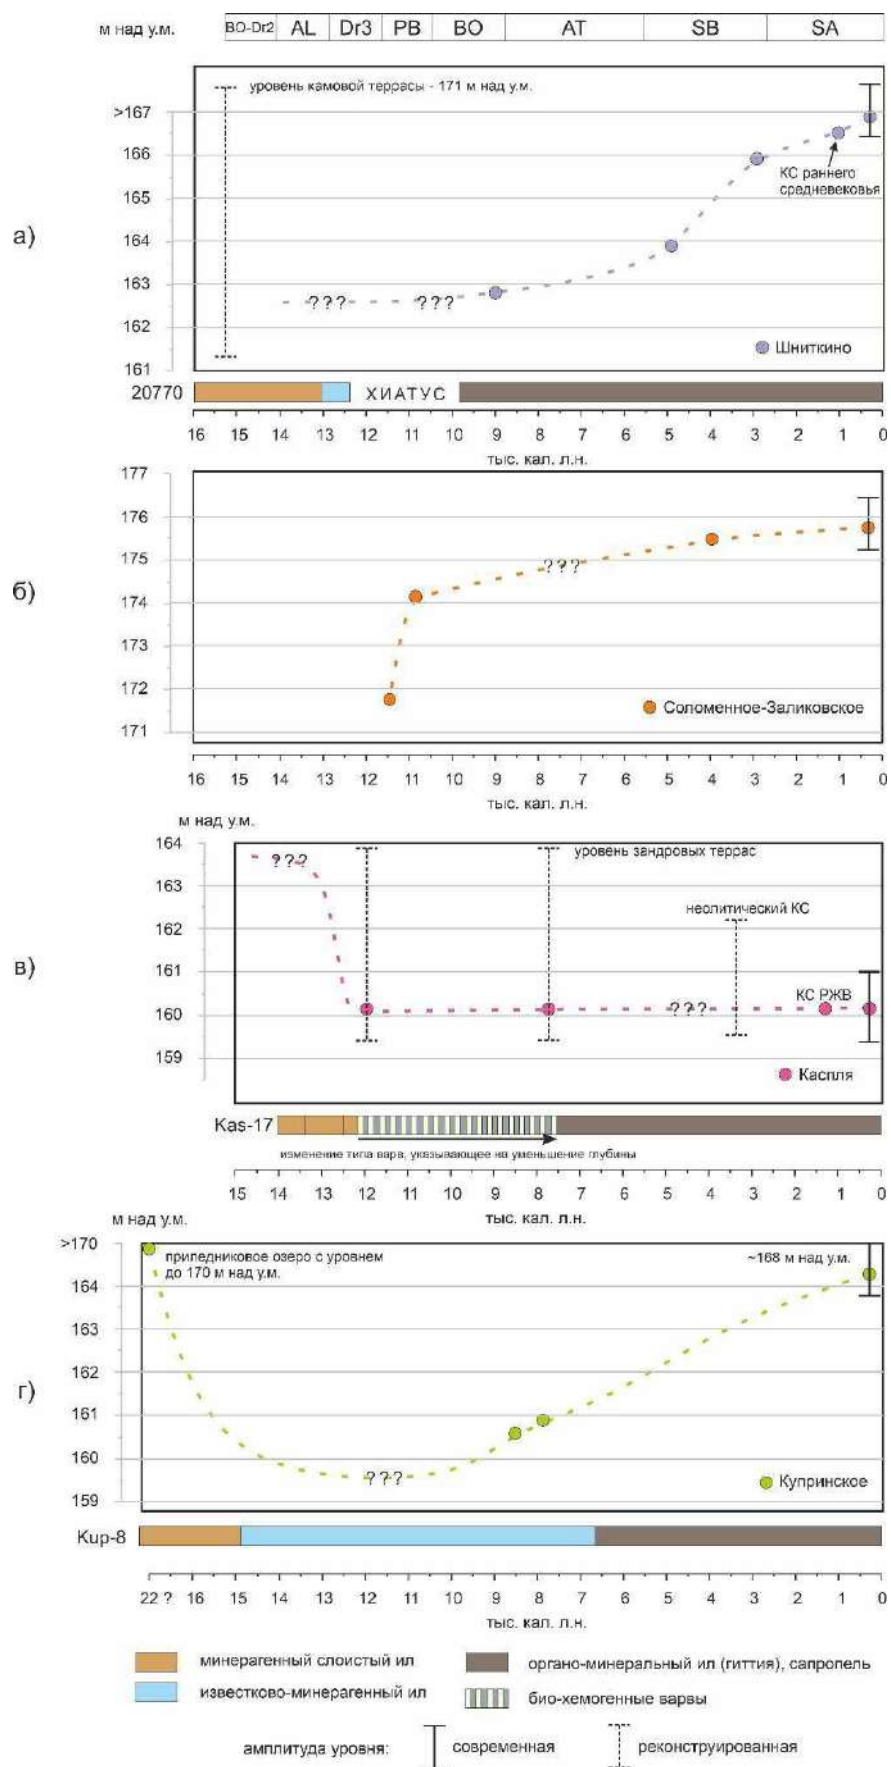 м над у.м.
BO-Dr2 AL Dr3 PB BO AT SB SA
а)
уровень камовой террасы - 171 м над у.м.
>167
166
165
164
163
162
161
КС раннего
средневековья
??? ???
Шниткино
20770 ХИАТУС
16 15 14 13 12 11 10 9 8 7 6 5 4 3 2 1 0
тыс. кал. л.н.
б)
177
176
175
174
173
172
171
???
Соломенное-Заликовское
16 15 14 13 12 11 10 9 8 7 6 5 4 3 2 1 0
тыс. кал. л.н.
м над у.м.
в)
164
163
162
161
160
159
???
уровень зандровых террас
неолитический КС
КС РЖВ
???
Каспля
Kas-17
изменение типа варв, указывающее на уменьшение глубины
15 14 13 12 11 10 9 8 7 6 5 4 3 2 1 0
м над у.м. тыс. кал. л.н.
г)
>170
164
163
162
161
160
159
приледниковое озеро с уровнем
до 170 м над у.м.
~168 м над у.м.
???
Купринское
Kup-8
22 ? 16 15 14 13 12 11 10 9 8 7 6 5 4 3 2 1 0
тыс. кал. л.н.
минерагенный слоистый ил
органо-минеральный ил (гиттия), сапропель
известково-минерагенный ил
био-хемогенные варвы
амплитуда уровня: современная реконструированная